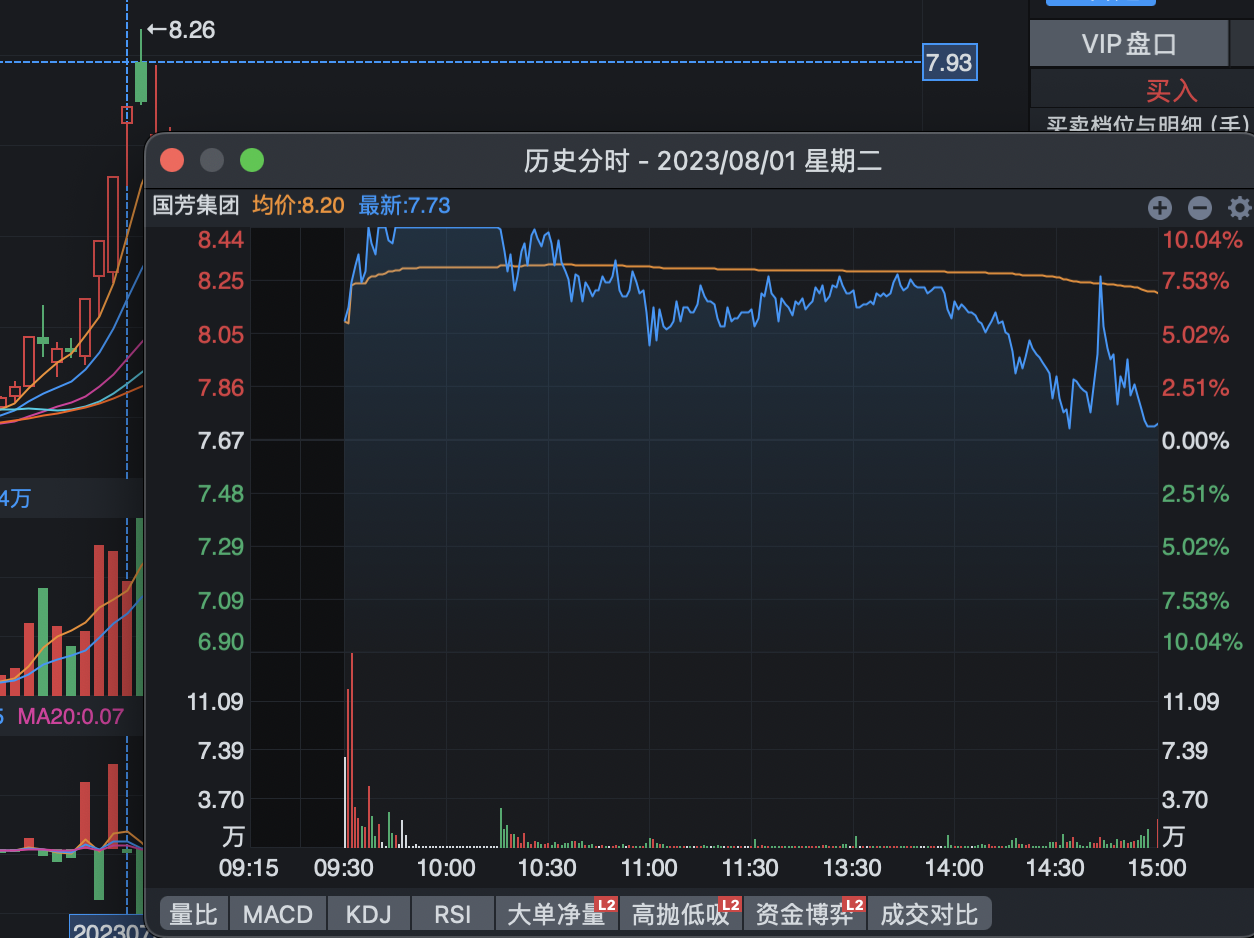 ←8.26
7.93
VIP 盘口
买入
买卖档位与明细 (手)
历史分时 - 2023/08/01 星期二
国芳集团 均价:8.20 最新:7.73
8.44 10.04%
8.25 7.53%
8.05 5.02%
7.86 2.51%
7.67 0.00%
7.48 2.51%
7.29 5.02%
7.09 7.53%
6.90 10.04%
11.09 11.09
7.39 7.39
3.70 3.70
万 万
09:15 09:30 10:00 10:30 11:00 11:30 13:30 14:00 14:30 15:00
量比 MACD KDJ RSI 大单净量 L2 高抛低吸 L2 资金博弈 L2 成交对比
4万
MA20:0.07
202307